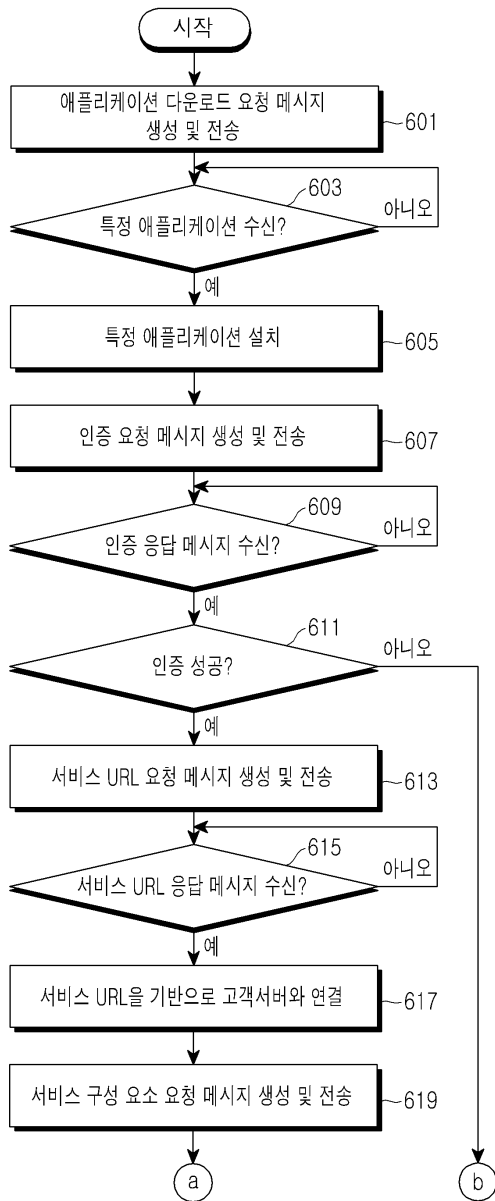 시작
애플리케이션 다운로드 요청 메시지
생성 및 전송
601
603
특정 애플리케이션 수신?
아니오
예
특정 애플리케이션 설치
605
인증 요청 메시지 생성 및 전송
607
609
인증 응답 메시지 수신?
아니오
예
611
인증 성공?
아니오
예
서비스 URL 요청 메시지 생성 및 전송
613
615
서비스 URL 응답 메시지 수신?
아니오
예
서비스 URL을 기반으로 고객서버와 연결
617
서비스 구성 요소 요청 메시지 생성 및 전송
619
a
b